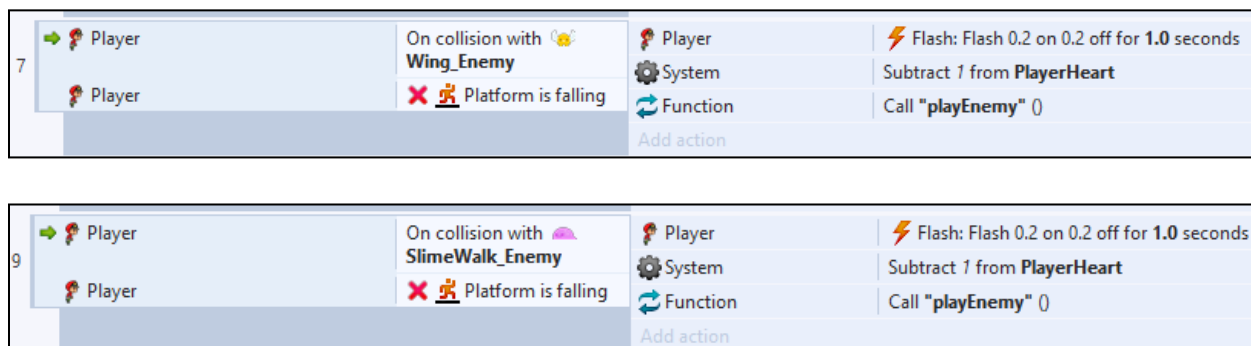 7
Player
On collision with
Wing_Enemy
Player
Flash: Flash 0.2 on 0.2 off for 1.0 seconds
System
Subtract 1 from PlayerHeart
Player
Platform is falling
Function
Call "playEnemy" ()
Add action
9
Player
On collision with
SlimeWalk_Enemy
Player
Flash: Flash 0.2 on 0.2 off for 1.0 seconds
System
Subtract 1 from PlayerHeart
Player
Platform is falling
Function
Call "playEnemy" ()
Add action